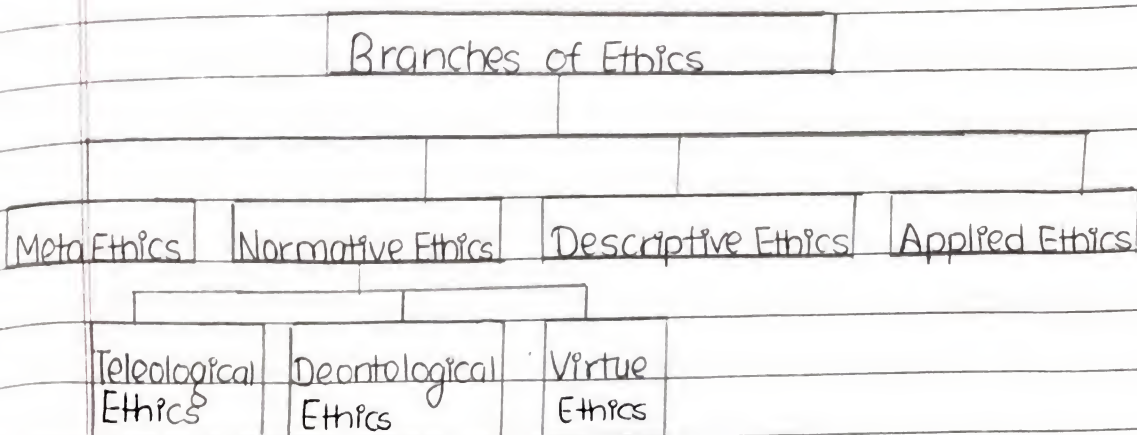 Branches of Ethics
Meta Ethics
Normative Ethics
Descriptive Ethics
Applied Ethics
Teleological
Ethics
Deontological
Ethics
Virtue
Ethics